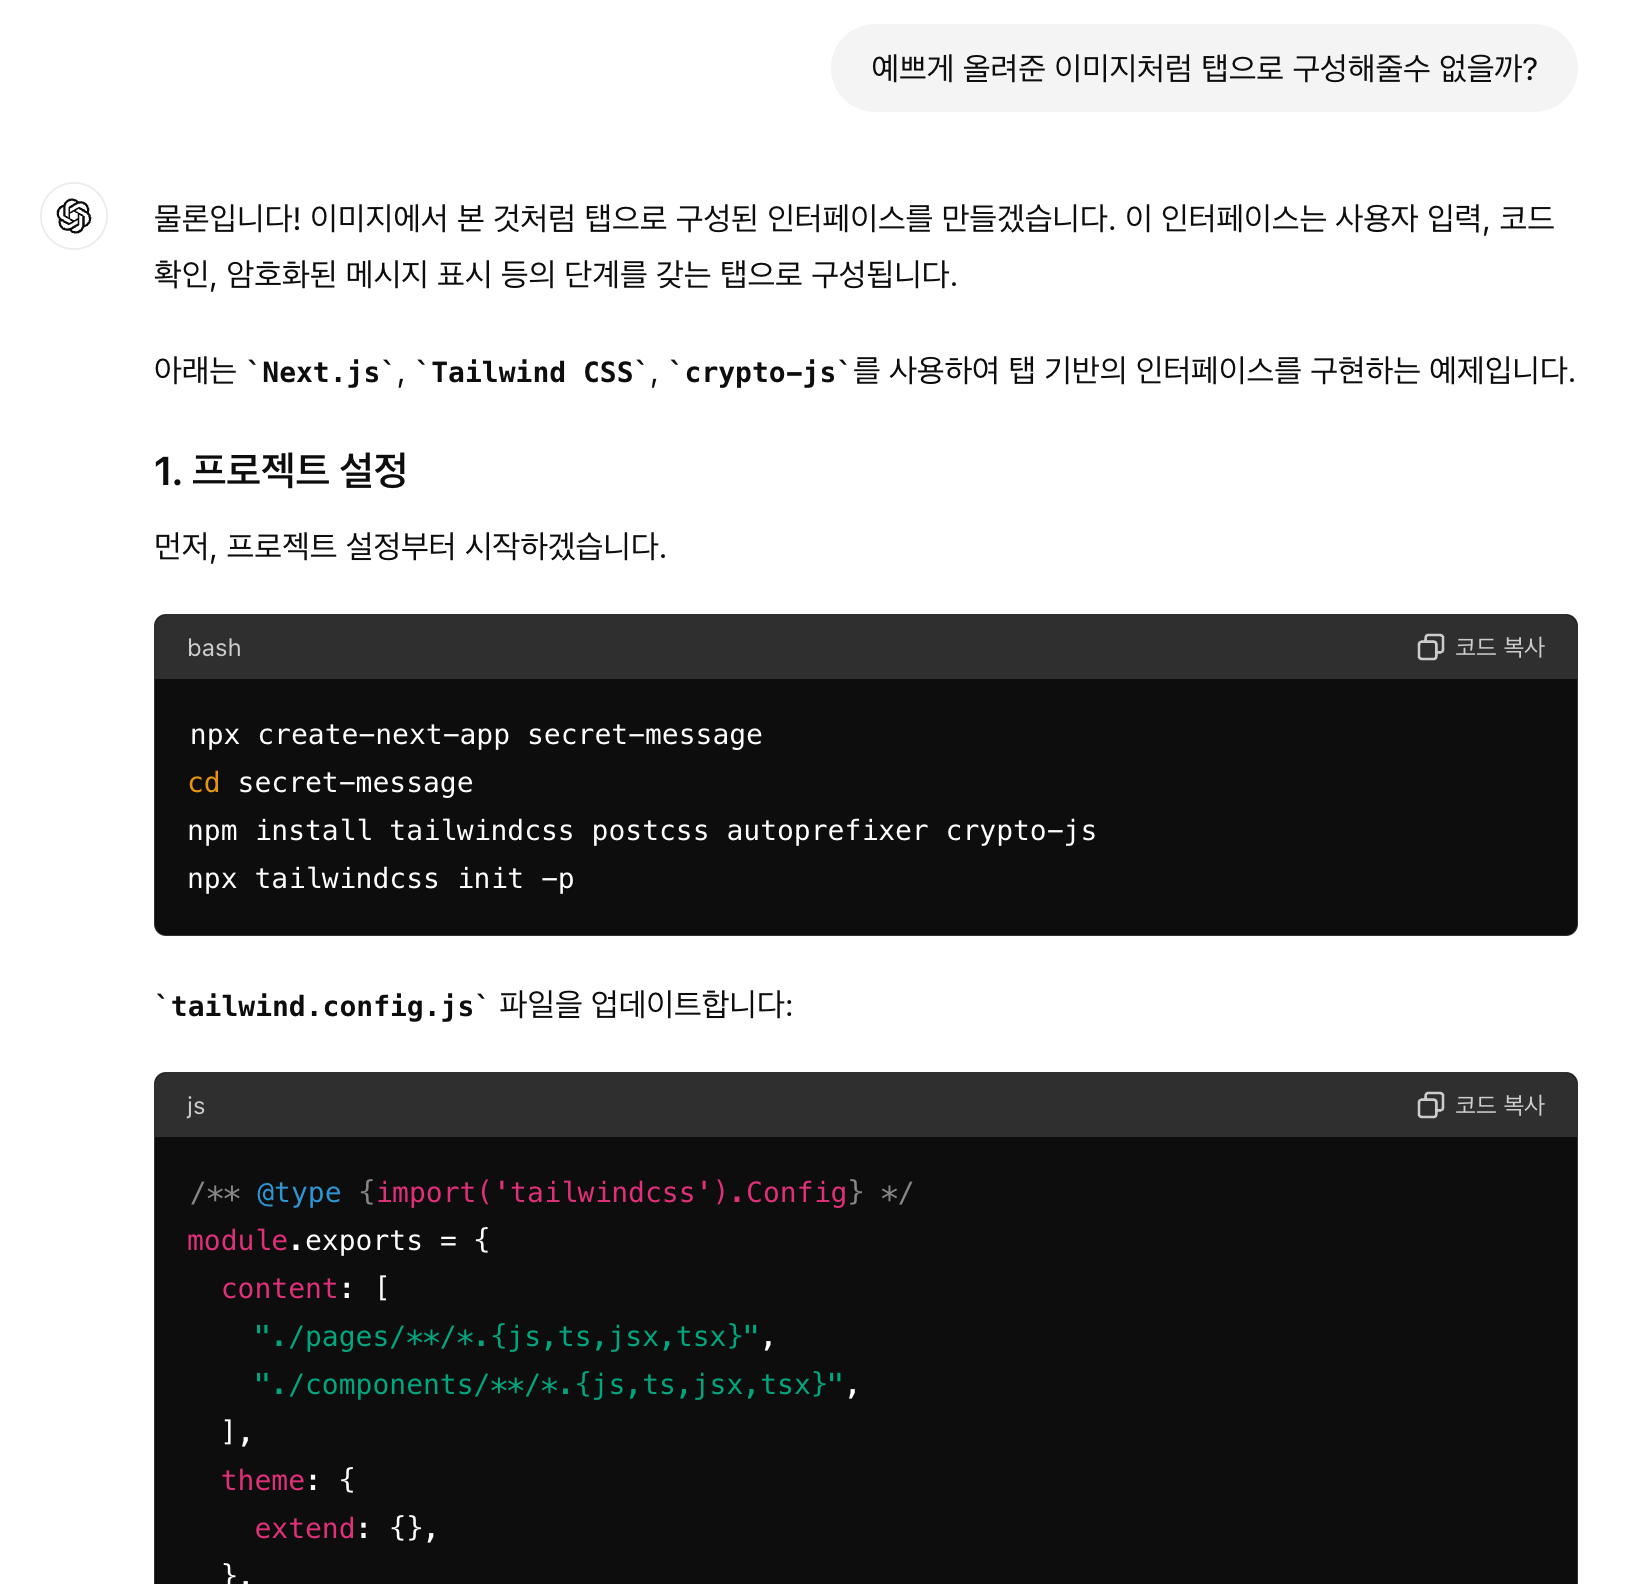 예쁘게 올려준 이미지처럼 탭으로 구성해줄수 없을까?
물론입니다! 이미지에서 본 것처럼 탭으로 구성된 인터페이스를 만들겠습니다. 이 인터페이스는 사용자 입력, 코드
확인, 암호화된 메시지 표시 등의 단계를 갖는 탭으로 구성됩니다.
아래는 `Next.js`, `Tailwind CSS`, `crypto-js`를 사용하여 탭 기반의 인터페이스를 구현하는 예제입니다.
1. 프로젝트 설정
먼저, 프로젝트 설정부터 시작하겠습니다.
bash 코드 복사
npx create-next-app secret-message
cd secret-message
npm install tailwindcss postcss autoprefixer crypto-js
npx tailwindcss init -p
`tailwind.config.js` 파일을 업데이트합니다:
js 코드 복사
/** @type {import('tailwindcss').Config} */
module.exports = {
  content: [
    "./pages/**/*.{js,ts,jsx,tsx}",
    "./components/**/*.{js,ts,jsx,tsx}",
  ],
  theme: {
    extend: {},
  },